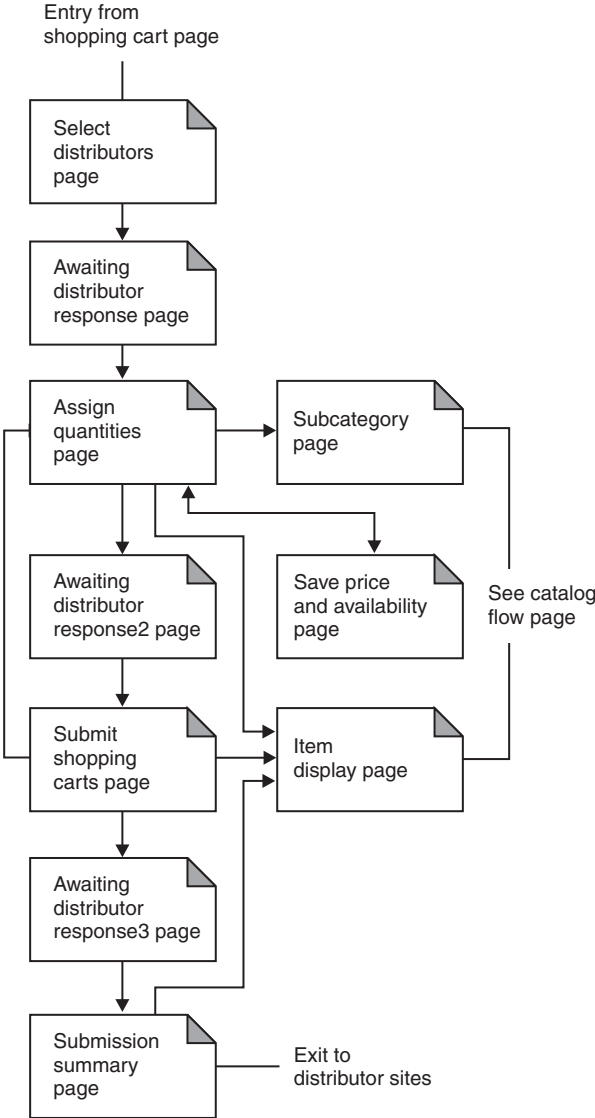 Entry from
shopping cart page
Select
distributors
page
Awaiting
distributor
response page
Assign
quantities
page
Subcategory
page
Awaiting
distributor
response2 page
Save price
and availability
page
See catalog
flow page
Submit
shopping
carts page
Item
display page
Awaiting
distributor
response3 page
Submission
summary
page
Exit to
distributor sites